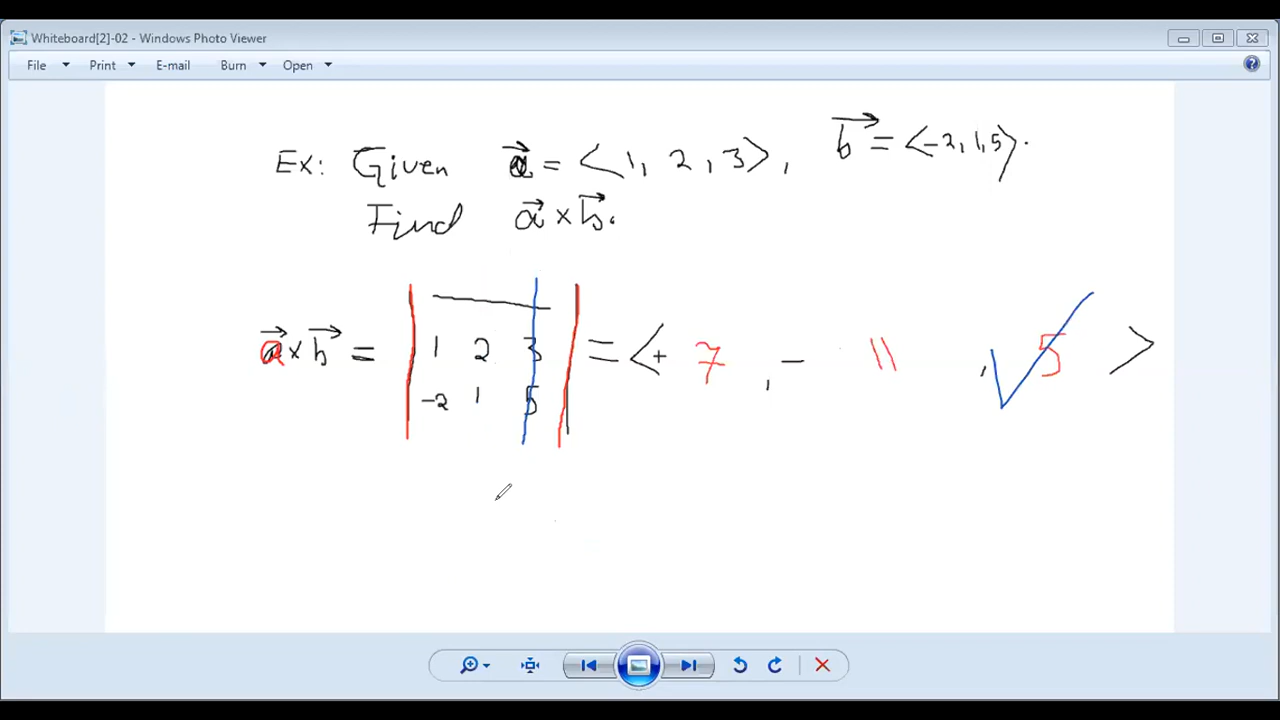 Whiteboard[2]-02 - Windows Photo Viewer
File Print E-mail Burn Open
Ex: Given a⃗ = <1, 2, 3>, b⃗ = <-2, 1, 5>.
Find a⃗ × b⃗.
a⃗ × b⃗ = | 1 2 3 | = <+ 7, - 11, 5>
-2 1 5